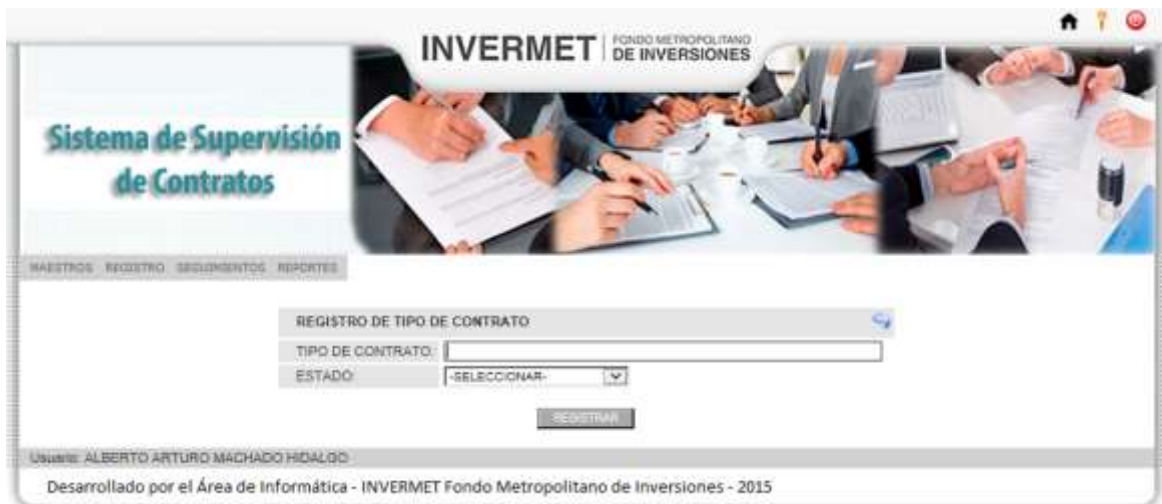 INVERMET FONDO METROPOLITANO
DE INVERSIONES
Sistema de Supervisión
de Contratos
MAESTROS REGISTRO SEGUIMIENTOS REPORTES
REGISTRO DE TIPO DE CONTRATO
TIPO DE CONTRATO:
ESTADO: -SELECCIONAR-
REGISTRAR
Usuario: ALBERTO ARTURO MACHADO HIDALGO
Desarrollado por el Área de Informática - INVERMET Fondo Metropolitano de Inversiones - 2015